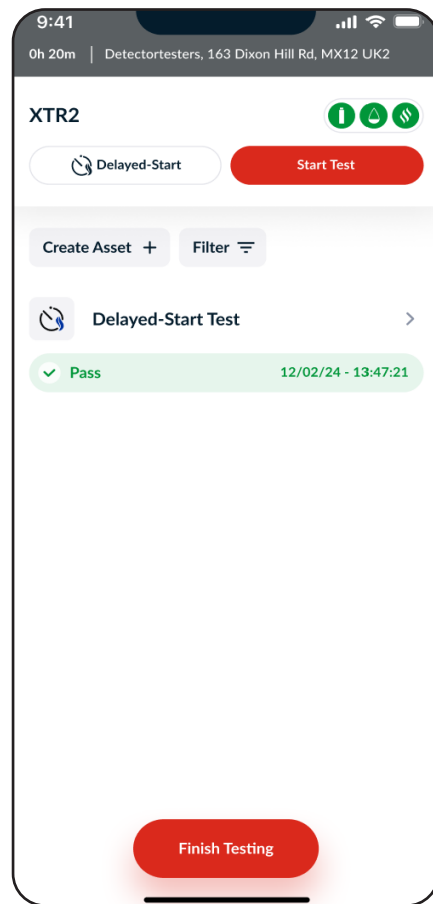 9:41
0h 20m | Detectortesters, 163 Dixon Hill Rd, MX12 UK2
XTR2
Delayed-Start Start Test
Create Asset + Filter
Delayed-Start Test
Pass 12/02/24 - 13:47:21
Finish Testing